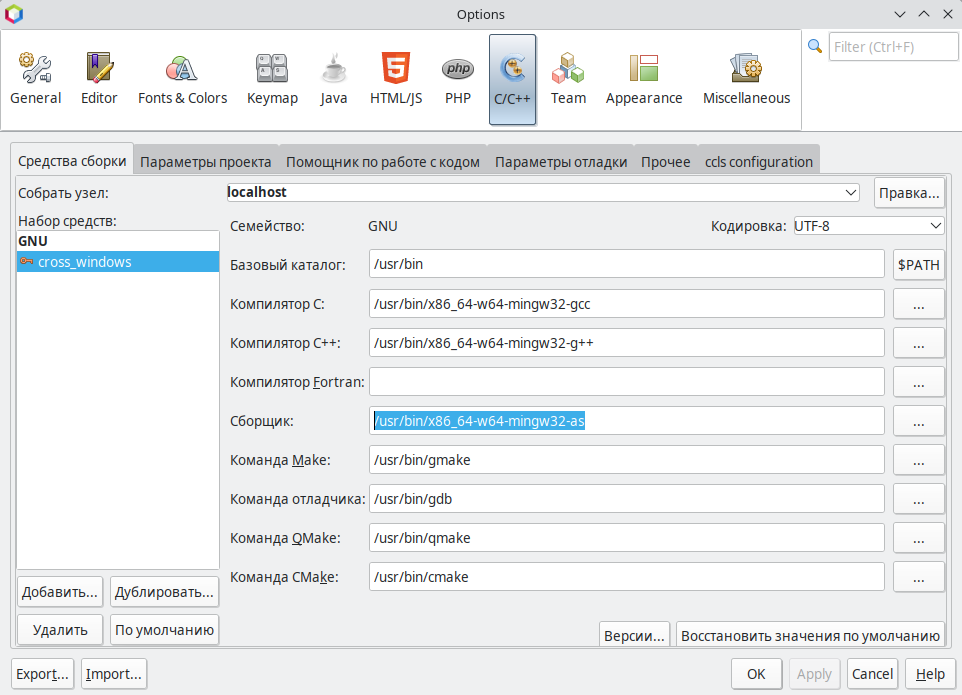 Options
Filter (Ctrl+F)
General Editor Fonts & Colors Keymap Java HTML/JS PHP C/C++ Team Appearance Miscellaneous
Средства сборки Параметры проекта Помощник по работе с кодом Параметры отладки Прочее ccls configuration
Собрать узел: localhost Правка...
Набор средств: Семейство: GNU Кодировка: UTF-8
GNU
cross_windows
Базовый каталог: /usr/bin $PATH
Компилятор C: /usr/bin/x86_64-w64-mingw32-gcc ...
Компилятор C++: /usr/bin/x86_64-w64-mingw32-g++ ...
Компилятор Fortran: ...
Сборщик: /usr/bin/x86_64-w64-mingw32-as ...
Команда Make: /usr/bin/gmake ...
Команда отладчика: /usr/bin/gdb ...
Команда QMake: /usr/bin/qmake ...
Команда CMake: /usr/bin/cmake ...
Добавить... Дублировать...
Удалить По умолчанию
Версии... Восстановить значения по умолчанию
Export... Import... OK Apply Cancel Help